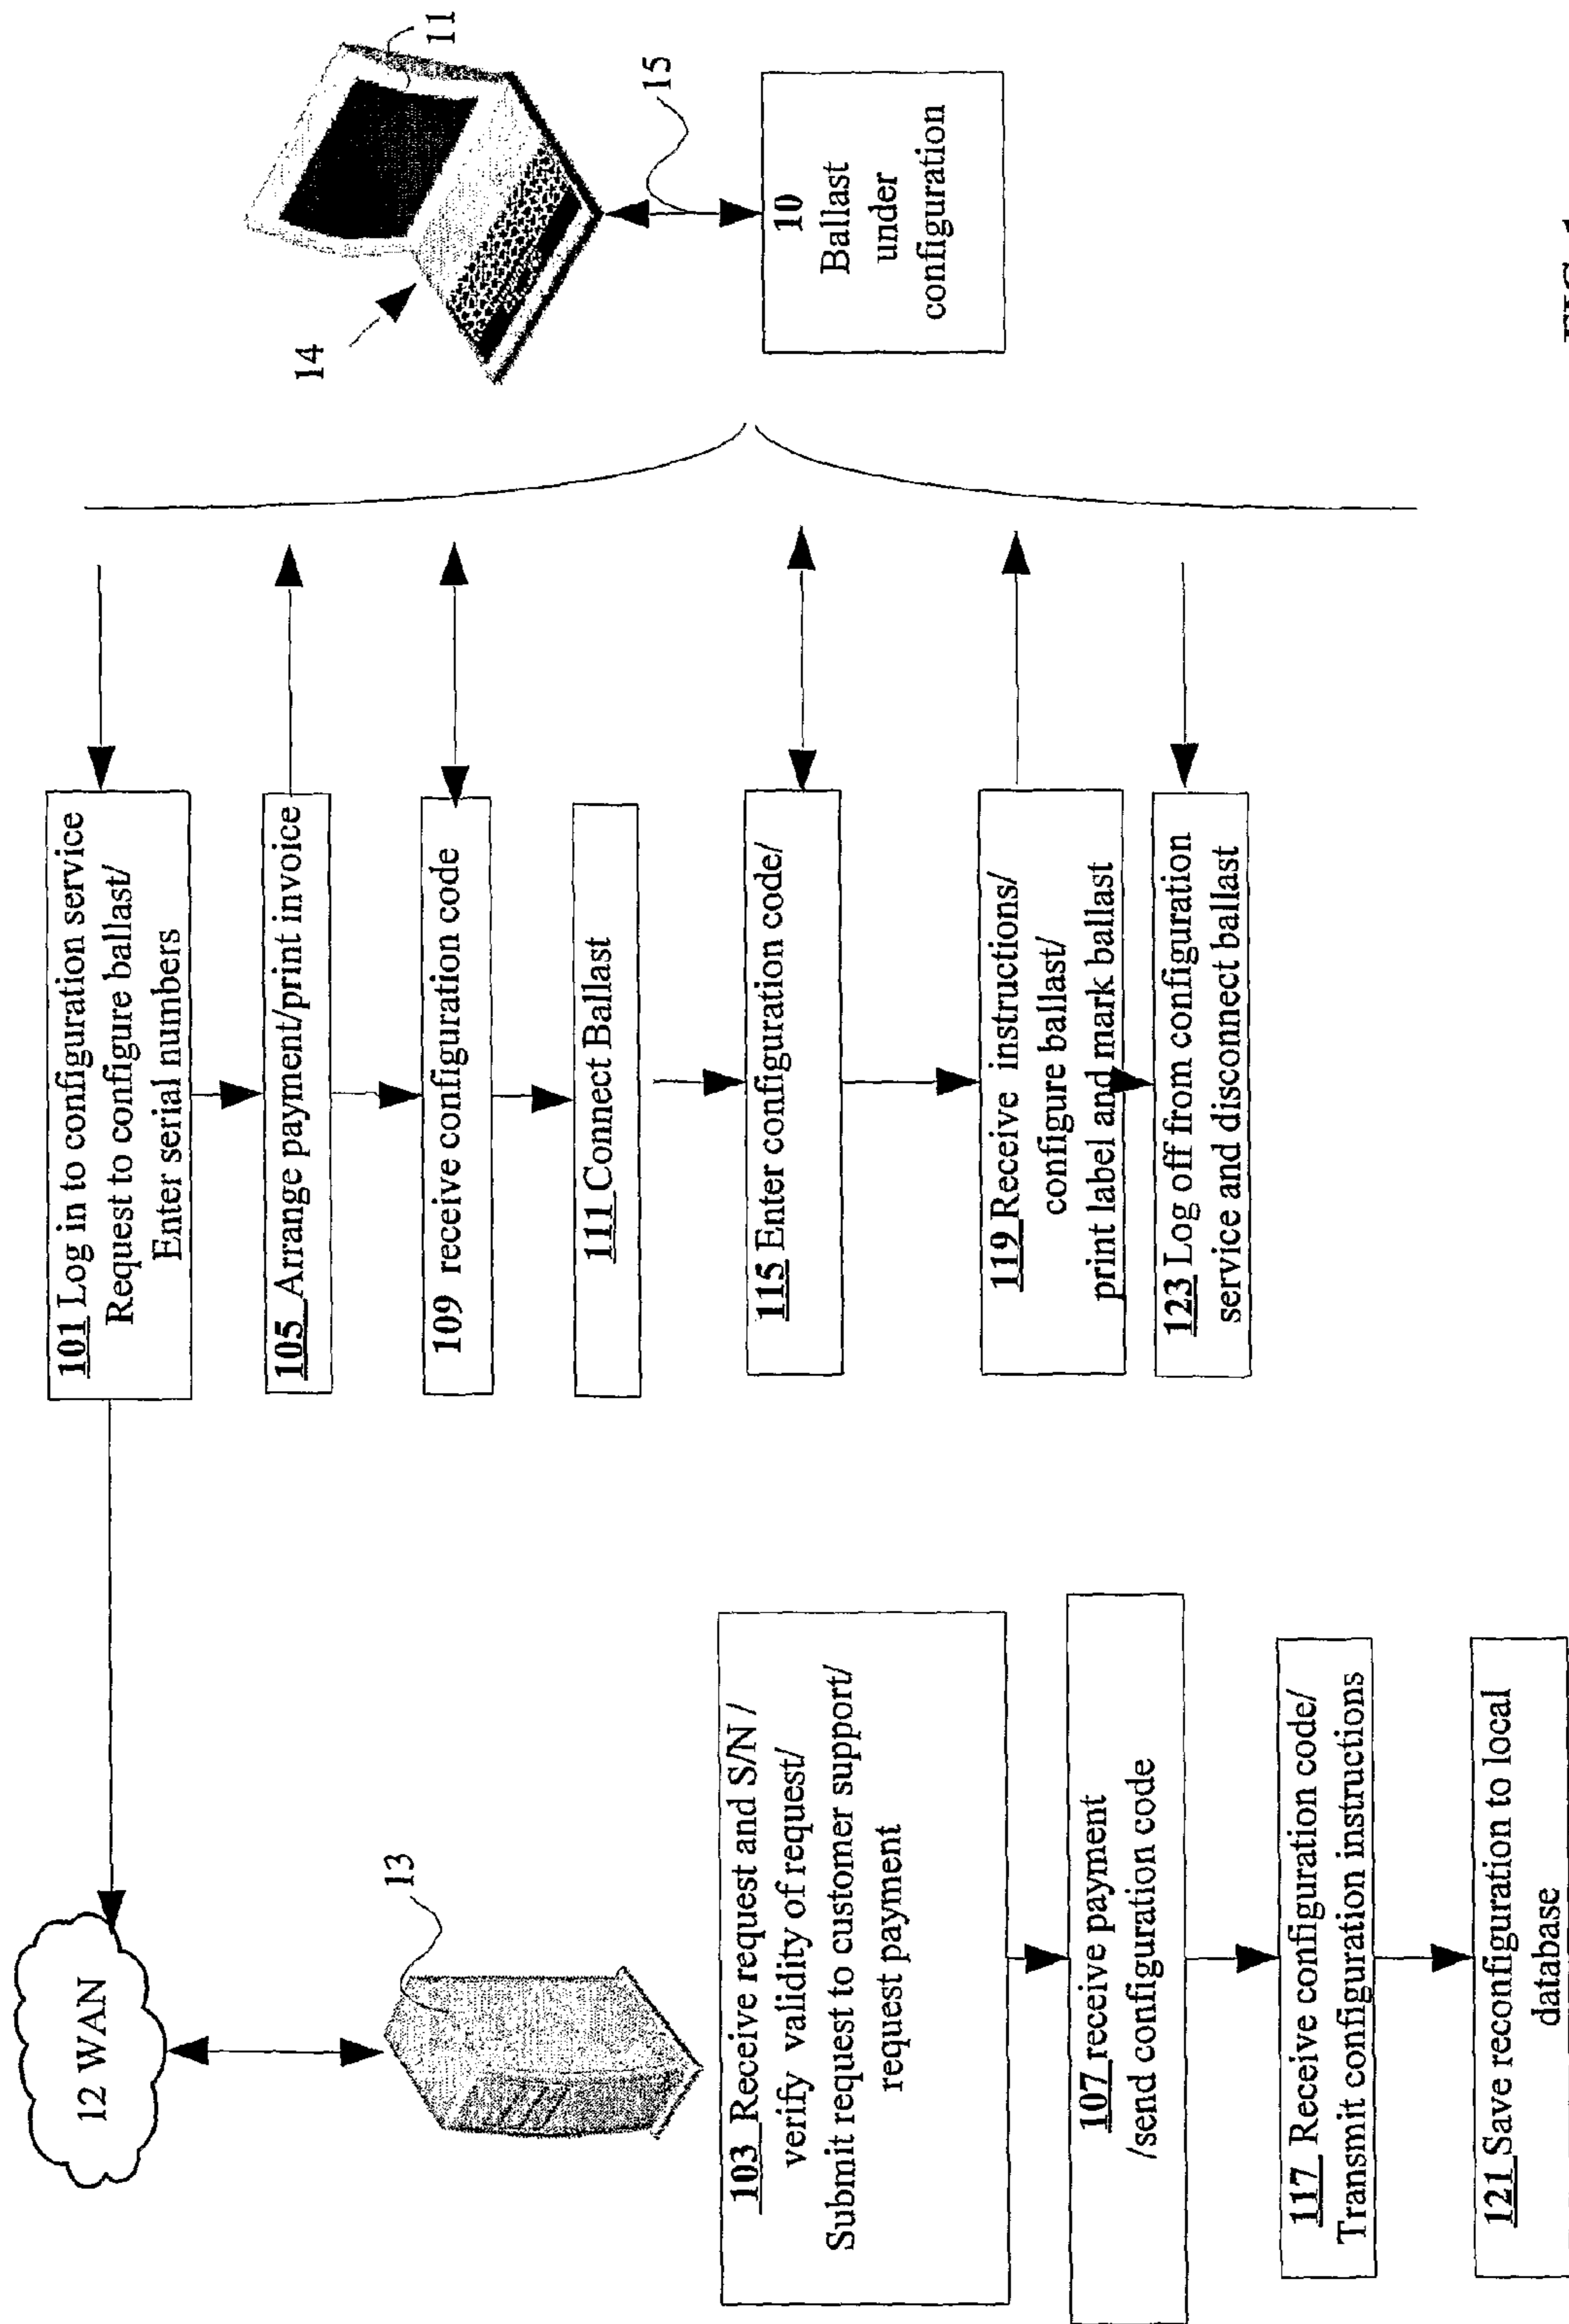 12 WAN
13
103 Receive request and S/N /
verify validity of request/
Submit request to customer support/
request payment
107 receive payment
/send configuration code
117 Receive configuration code/
Transmit configuration instructions
121 Save reconfiguration to local
database
101 Log in to configuration service
Request to configure ballast/
Enter serial numbers
105 Arrange payment/print invoice
109 receive configuration code
111 Connect Ballast
115 Enter configuration code/
119 Receive instructions/
configure ballast/
print label and mark ballast
123 Log off from configuration
service and disconnect ballast
14
11
15
10
Ballast
under
configuration